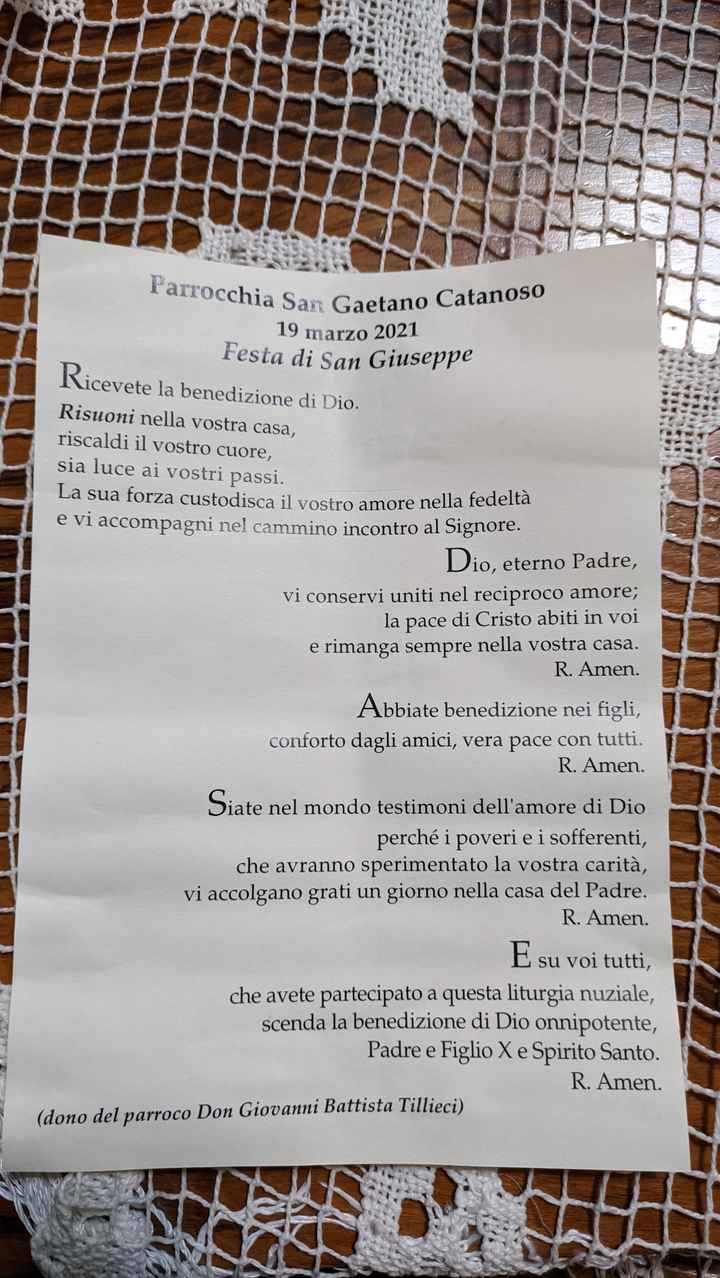 Parrocchia San Gaetano Catanoso
19 marzo 2021
Festa di San Giuseppe
Ricevete la benedizione di Dio.
Risuoni nella vostra casa,
riscaldi il vostro cuore,
sia luce ai vostri passi.
La sua forza custodisca il vostro amore nella fedeltà
e vi accompagni nel cammino incontro al Signore.
Dio, eterno Padre,
vi conservi uniti nel reciproco amore;
la pace di Cristo abiti in voi
e rimanga sempre nella vostra casa.
R. Amen.
Abbiate benedizione nei figli,
conforto dagli amici, vera pace con tutti.
R. Amen.
Siate nel mondo testimoni dell'amore di Dio
perché i poveri e i sofferenti,
che avranno sperimentato la vostra carità,
vi accolgano grati un giorno nella casa del Padre.
R. Amen.
E su voi tutti,
che avete partecipato a questa liturgia nuziale,
scenda la benedizione di Dio onnipotente,
Padre e Figlio X e Spirito Santo.
R. Amen.
(dono del parroco Don Giovanni Battista Tillieci)